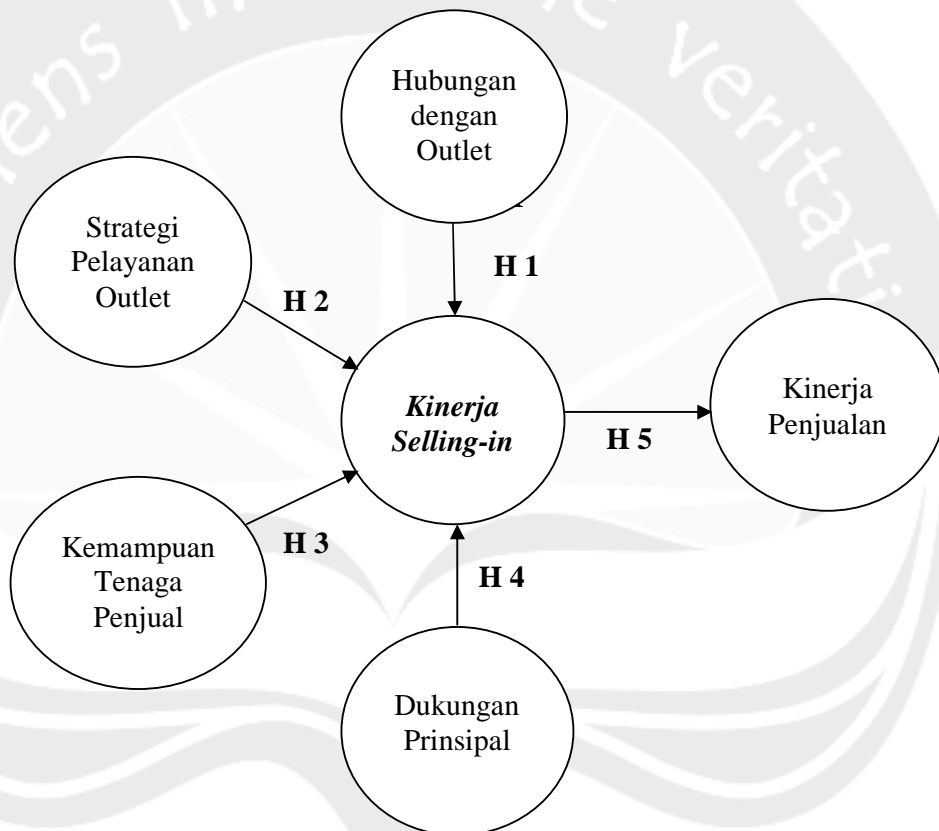 Hubungan
dengan
Outlet
Strategi
Pelayanan
Outlet
H 1
H 2
Kinerja
Selling-in
Kinerja
Penjualan
H 5
Kemampuan
Tenaga
Penjual
H 3
H 4
Dukungan
Prinsipal